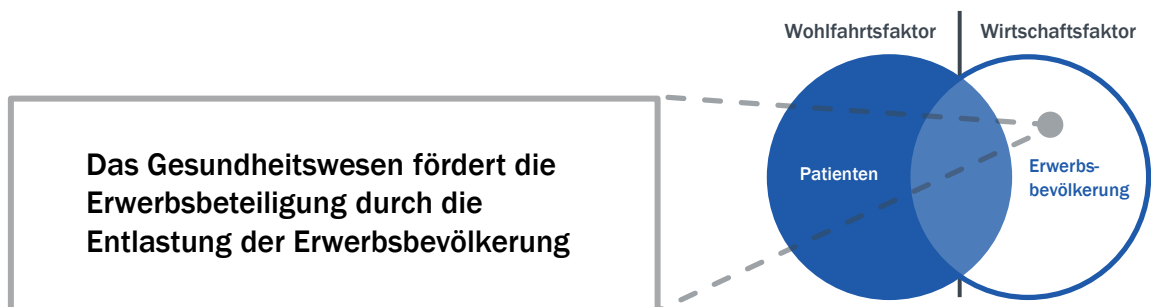 Wohlfahrtsfaktor
Wirtschaftsfaktor
Das Gesundheitswesen fördert die
Erwerbsbeteiligung durch die
Entlastung der Erwerbsbevölkerung
Patienten
Erwerbs-
bevölkerung